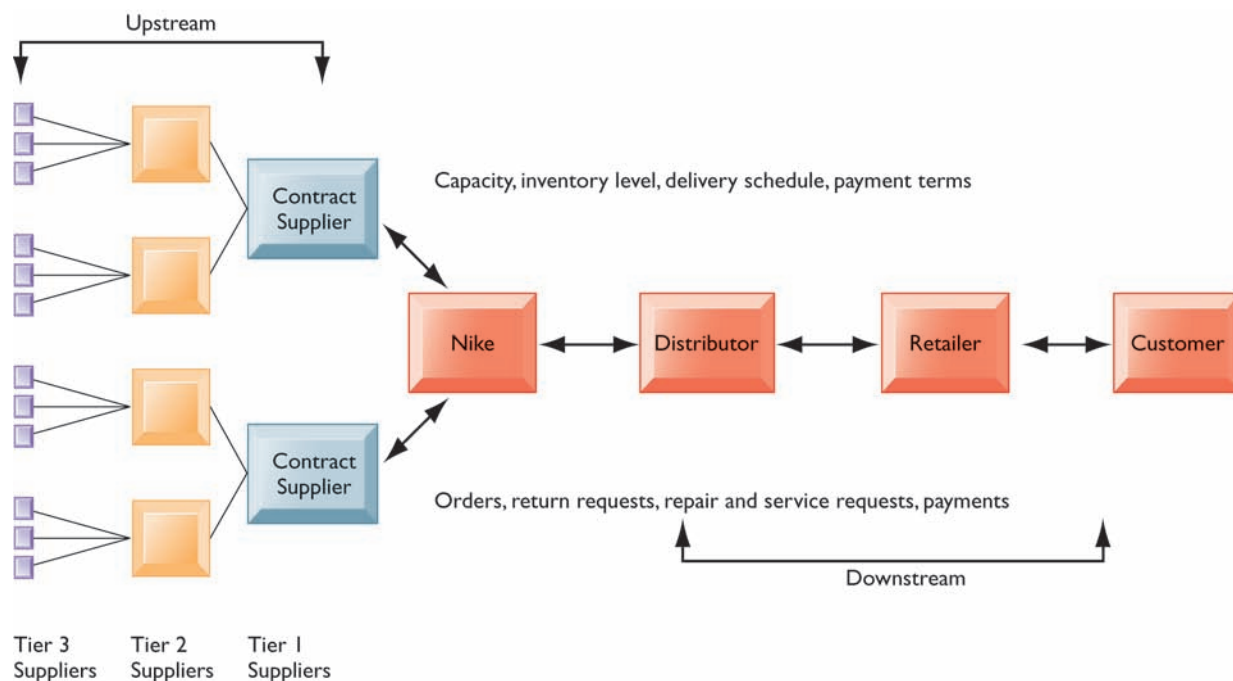 Upstream
Contract
Supplier
Capacity, inventory level, delivery schedule, payment terms
Nike
Distributor
Retailer
Customer
Contract
Supplier
Orders, return requests, repair and service requests, payments
Downstream
Tier 3
Suppliers
Tier 2
Suppliers
Tier 1
Suppliers